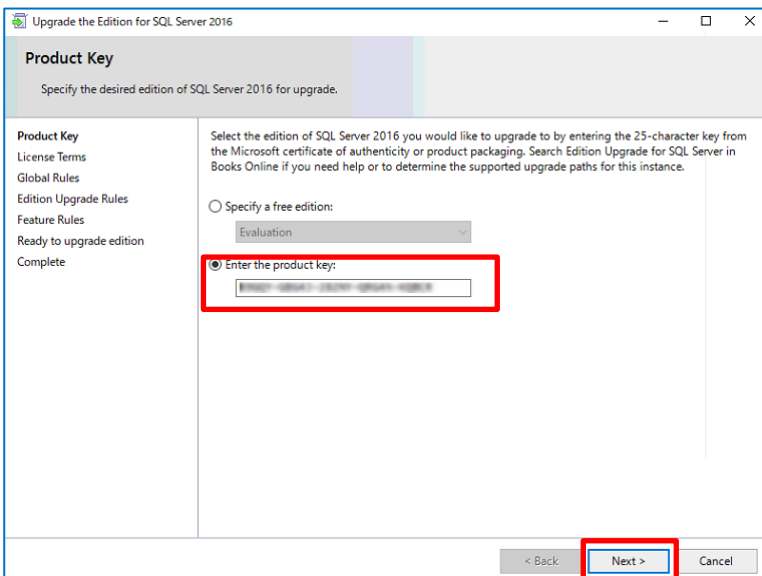 Upgrade the Edition for SQL Server 2016
Product Key
Specify the desired edition of SQL Server 2016 for upgrade.
Product Key
License Terms
Global Rules
Edition Upgrade Rules
Feature Rules
Ready to upgrade edition
Complete
Select the edition of SQL Server 2016 you would like to upgrade to by entering the 25-character key from
the Microsoft certificate of authenticity or product packaging. Search Edition Upgrade for SQL Server in
Books Online if you need help or to determine the supported upgrade paths for this instance.
Specify a free edition:
Evaluation
Enter the product key:
< Back
Next >
Cancel